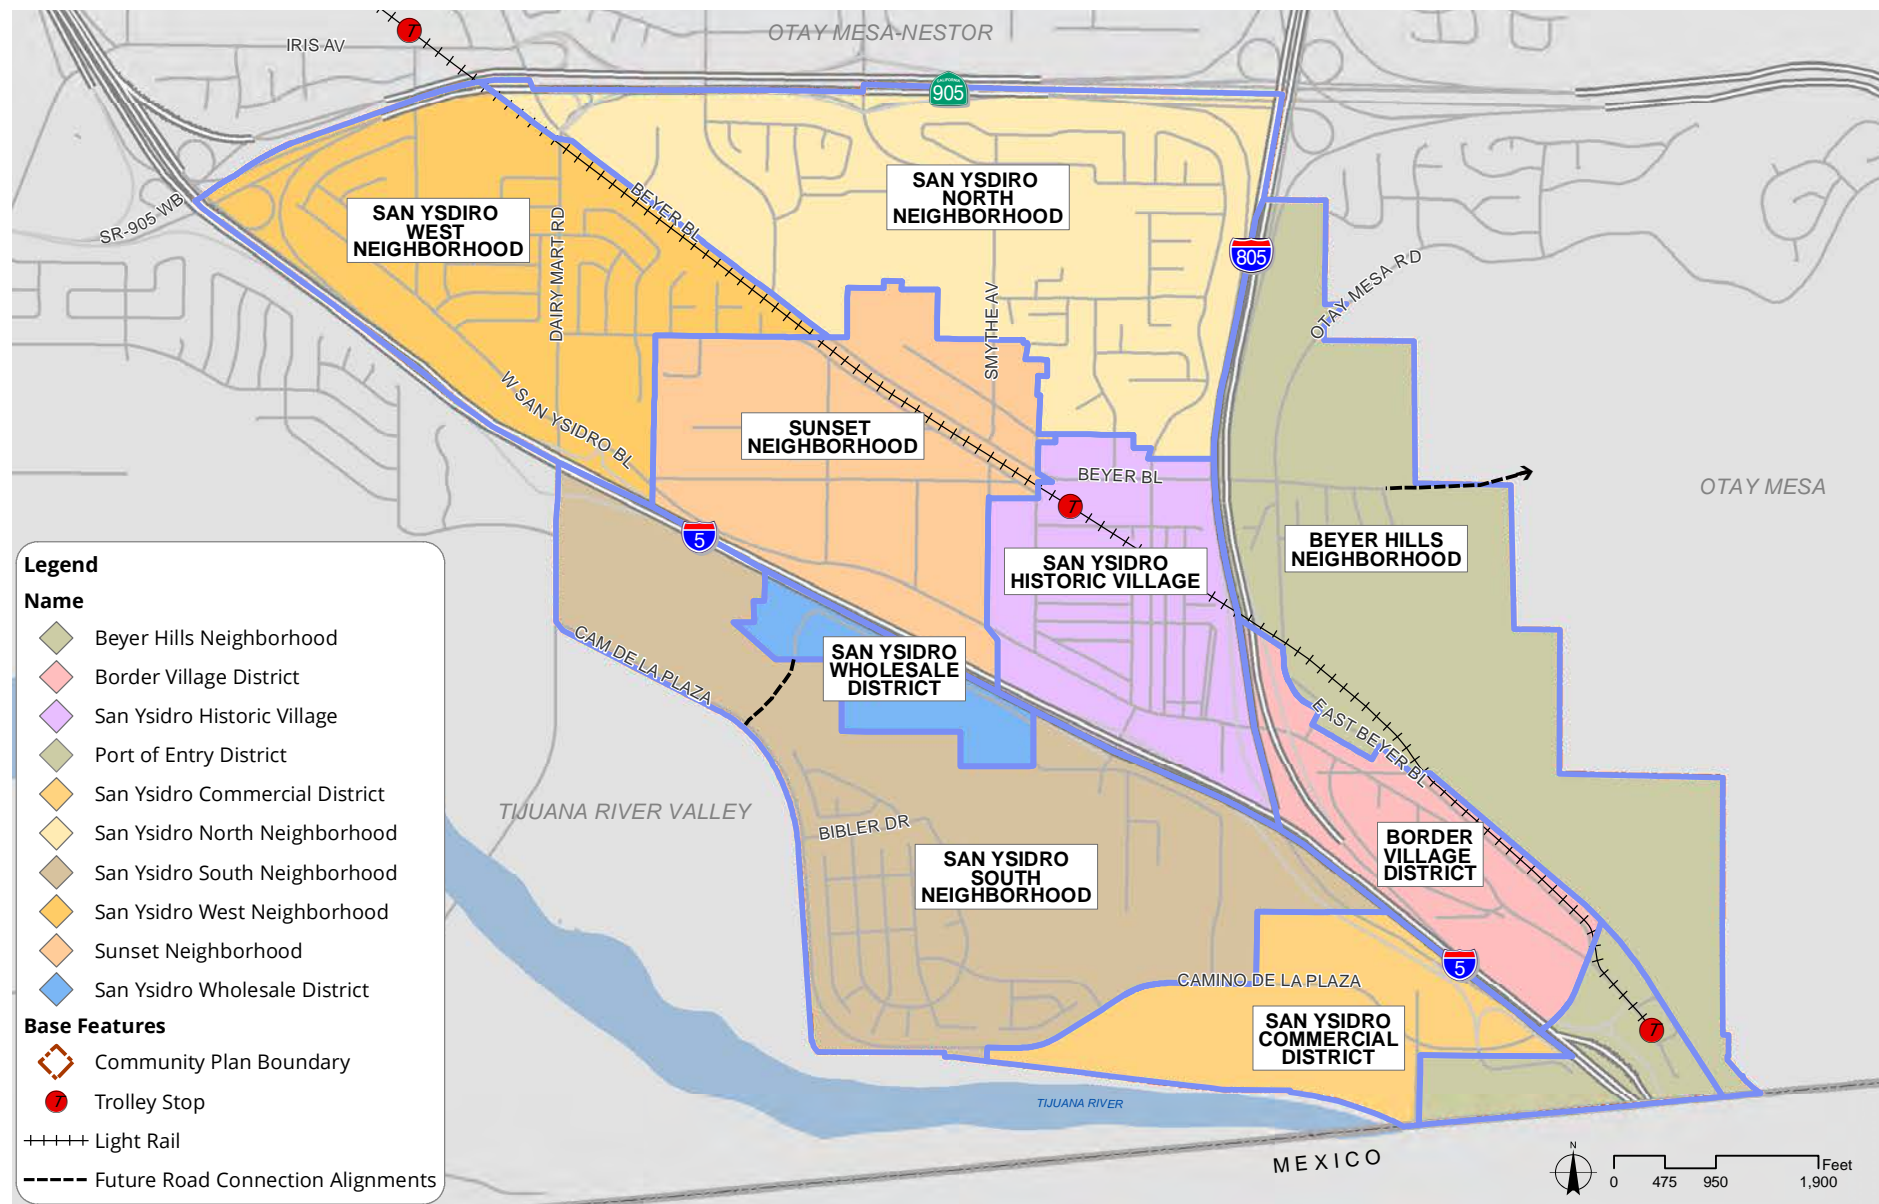 OTAY MESA-NESTOR
IRIS AV
T
CALIFORNIA
905
SR-905 WB
SAN YSDIRO
WEST
NEIGHBORHOOD
DAIRY MART RD
BEYER BL
SAN YSDIRO
NORTH
NEIGHBORHOOD
805
OTAY MESA RD
SMYTHE AV
W SAN YSIDRO BL
SUNSET
NEIGHBORHOOD
BEYER BL
T
OTAY MESA
5
BEYER HILLS
NEIGHBORHOOD
SAN YSIDRO
HISTORIC VILLAGE
CAM DE LA PLAZA
SAN YSIDRO
WHOLESALE
DISTRICT
EAST BEYER BL
TIJUANA RIVER VALLEY
BIBLER DR
SAN YSIDRO
SOUTH
NEIGHBORHOOD
BORDER
VILLAGE
DISTRICT
5
CAMINO DE LA PLAZA
SAN YSIDRO
COMMERCIAL
DISTRICT
T
TIJUANA RIVER
MEXICO
Legend
Name
Beyer Hills Neighborhood
Border Village District
San Ysidro Historic Village
Port of Entry District
San Ysidro Commercial District
San Ysidro North Neighborhood
San Ysidro South Neighborhood
San Ysidro West Neighborhood
Sunset Neighborhood
San Ysidro Wholesale District
Base Features
Community Plan Boundary
T Trolley Stop
Light Rail
Future Road Connection Alignments
N
Feet
0 475 950 1,900